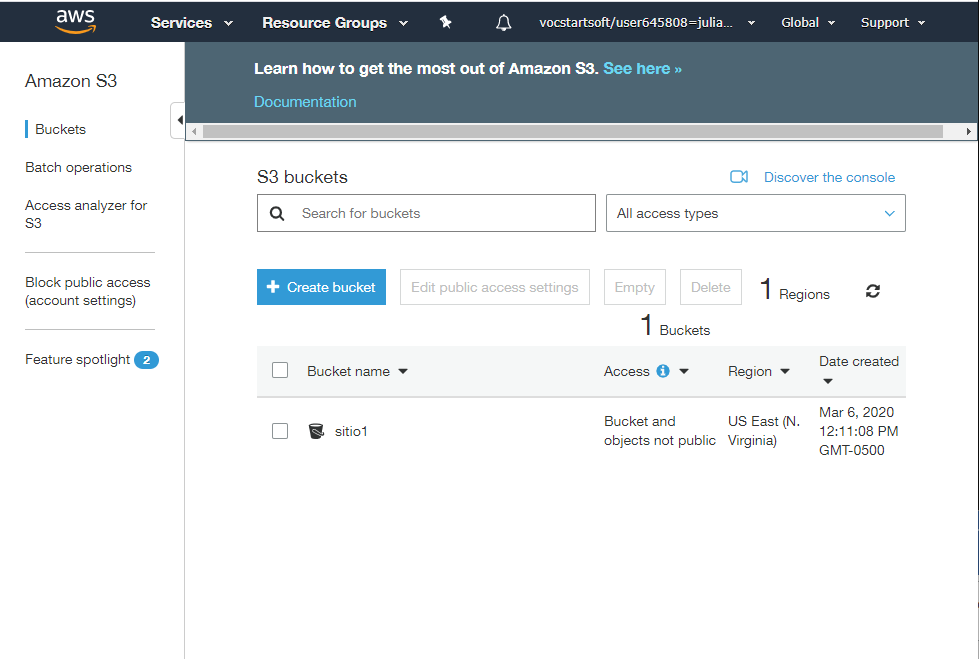 aws Services Resource Groups vocstartsoft/user645808=julia... Global Support
Amazon S3
Buckets
Batch operations
Access analyzer for
S3
Block public access
(account settings)
Feature spotlight 2
Learn how to get the most out of Amazon S3. See here »
Documentation
S3 buckets
Discover the console
Search for buckets
All access types
Create bucket
Edit public access settings
Empty
Delete
1 Regions
1 Buckets
Bucket name Access Region Date created
sitio1
Bucket and
objects not public
US East (N.
Virginia)
Mar 6, 2020
12:11:08 PM
GMT-0500